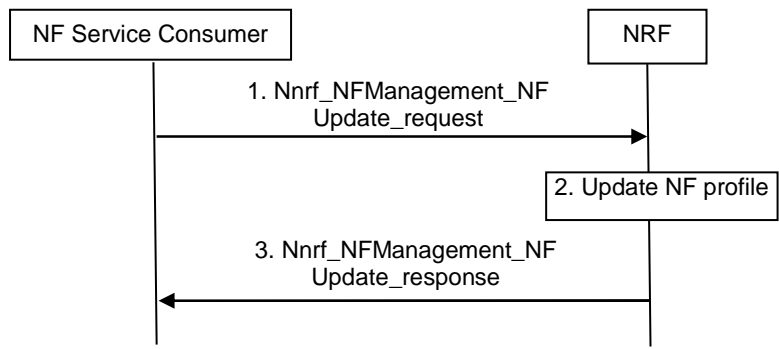 NF Service Consumer
NRF
1. Nnrf_NFManagement_NF
Update_request
2. Update NF profile
3. Nnrf_NFManagement_NF
Update_response